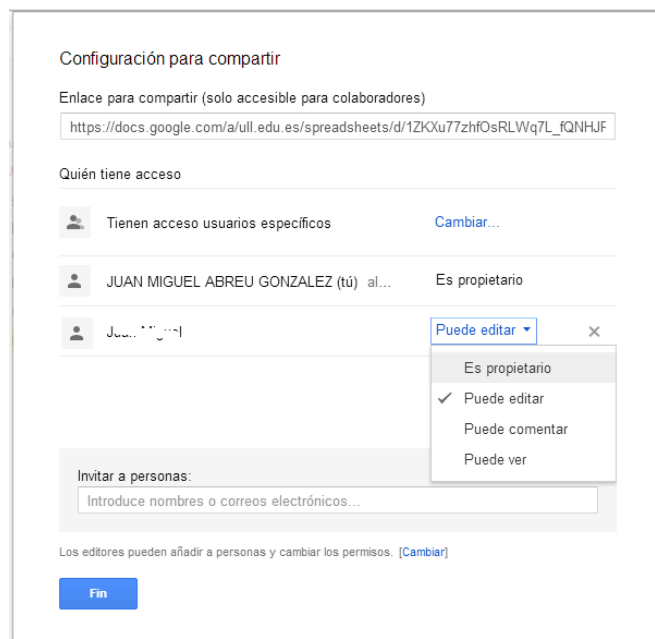 Configuración para compartir
Enlace para compartir (solo accesible para colaboradores)
https://docs.google.com/a/ull.edu.es/spreadsheets/d/1ZKXu77zhfOsRLWq7L_fQNHJF
Quién tiene acceso
Tienen acceso usuarios específicos Cambiar...
JUAN MIGUEL ABREU GONZALEZ (tú) al... Es propietario
Puede editar
Es propietario
Puede editar
Puede comentar
Puede ver
Invitar a personas:
Introduce nombres o correos electrónicos...
Los editores pueden añadir a personas y cambiar los permisos. [Cambiar]
Fin